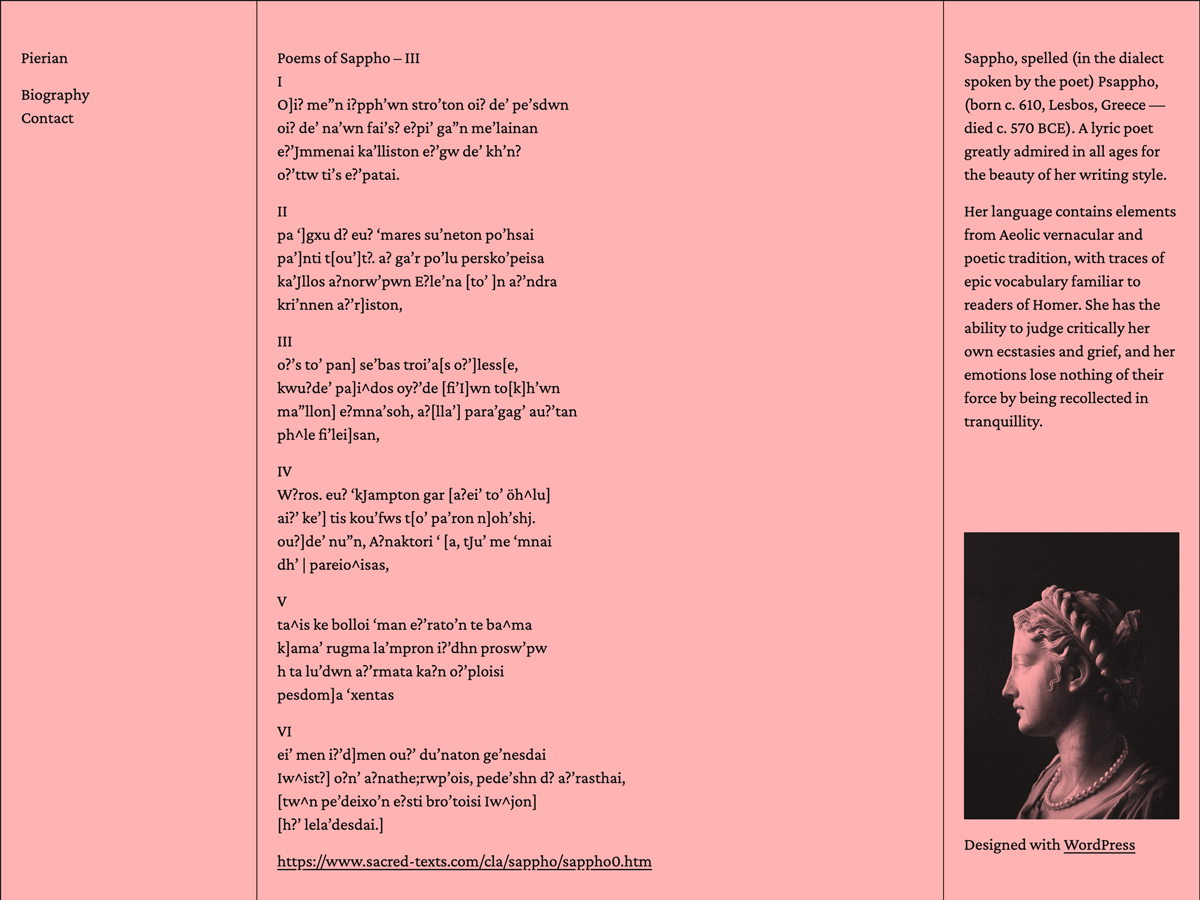 Pierian
Biography
Contact
Poems of Sappho – III
I
O]i? me”n i?pph’wn stro’ton oi? de’ pe’sdwn
oi? de’ na’wn fai’s? e?pi’ ga”n me’lainan
e?’Jmmenai ka’lliston e?’gw de’ kh’n?
o?’ttw ti’s e?’patai.
II
pa ‘]gxu d? eu? ‘mares su’neton po’hsai
pa’]nti t[ou’]t?. a? ga’r po’lu persko’peisa
ka’Jllos a?norw’pwn E?le’na [to’ ]n a?’ndra
kri’nnen a?’r]iston,
III
o?’s to’ pan] se’bas troi’a[s o?’]less[e,
kwu?de’ pa]i^dos oy?’de [fi’I]wn to[k]h’wn
ma”llon] e?mna’soh, a?[lla’] para’gag’ au?’tan
ph^le fi’lei]san,
IV
W?ros. eu? ‘kJampton gar [a?ei’ to’ öh^lu]
ai?’ ke’] tis kou’fws t[o’ pa’ron n]oh’shj.
ou?]de’ nu”n, A?naktori ‘ [a, tJu’ me ‘mnai
dh’ | pareio^isas,
V
ta^is ke bolloi ‘man e?’rato’n te ba^ma
k]ama’ rugma la’mpron i?’dhn prosw’pw
h ta lu’dwn a?’rmata ka?n o?’ploisi
pesdom]a ‘xentas
VI
ei’ men i?’d]men ou?’ du’naton ge’nesdai
Iw^ist?] o?n’ a?nathe;rwp’ois, pede’shn d? a?’rasthai,
[tw^n pe’deixo’n e?sti bro’toisi Iw^jon]
[h?’ lela’desdai.]
https://www.sacred-texts.com/cla/sappho/sappho0.htm
Sappho, spelled (in the dialect
spoken by the poet) Psappho,
(born c. 610, Lesbos, Greece —
died c. 570 BCE). A lyric poet
greatly admired in all ages for
the beauty of her writing style.
Her language contains elements
from Aeolic vernacular and
poetic tradition, with traces of
epic vocabulary familiar to
readers of Homer. She has the
ability to judge critically her
own ecstasies and grief, and her
emotions lose nothing of their
force by being recollected in
tranquillity.
Designed with WordPress